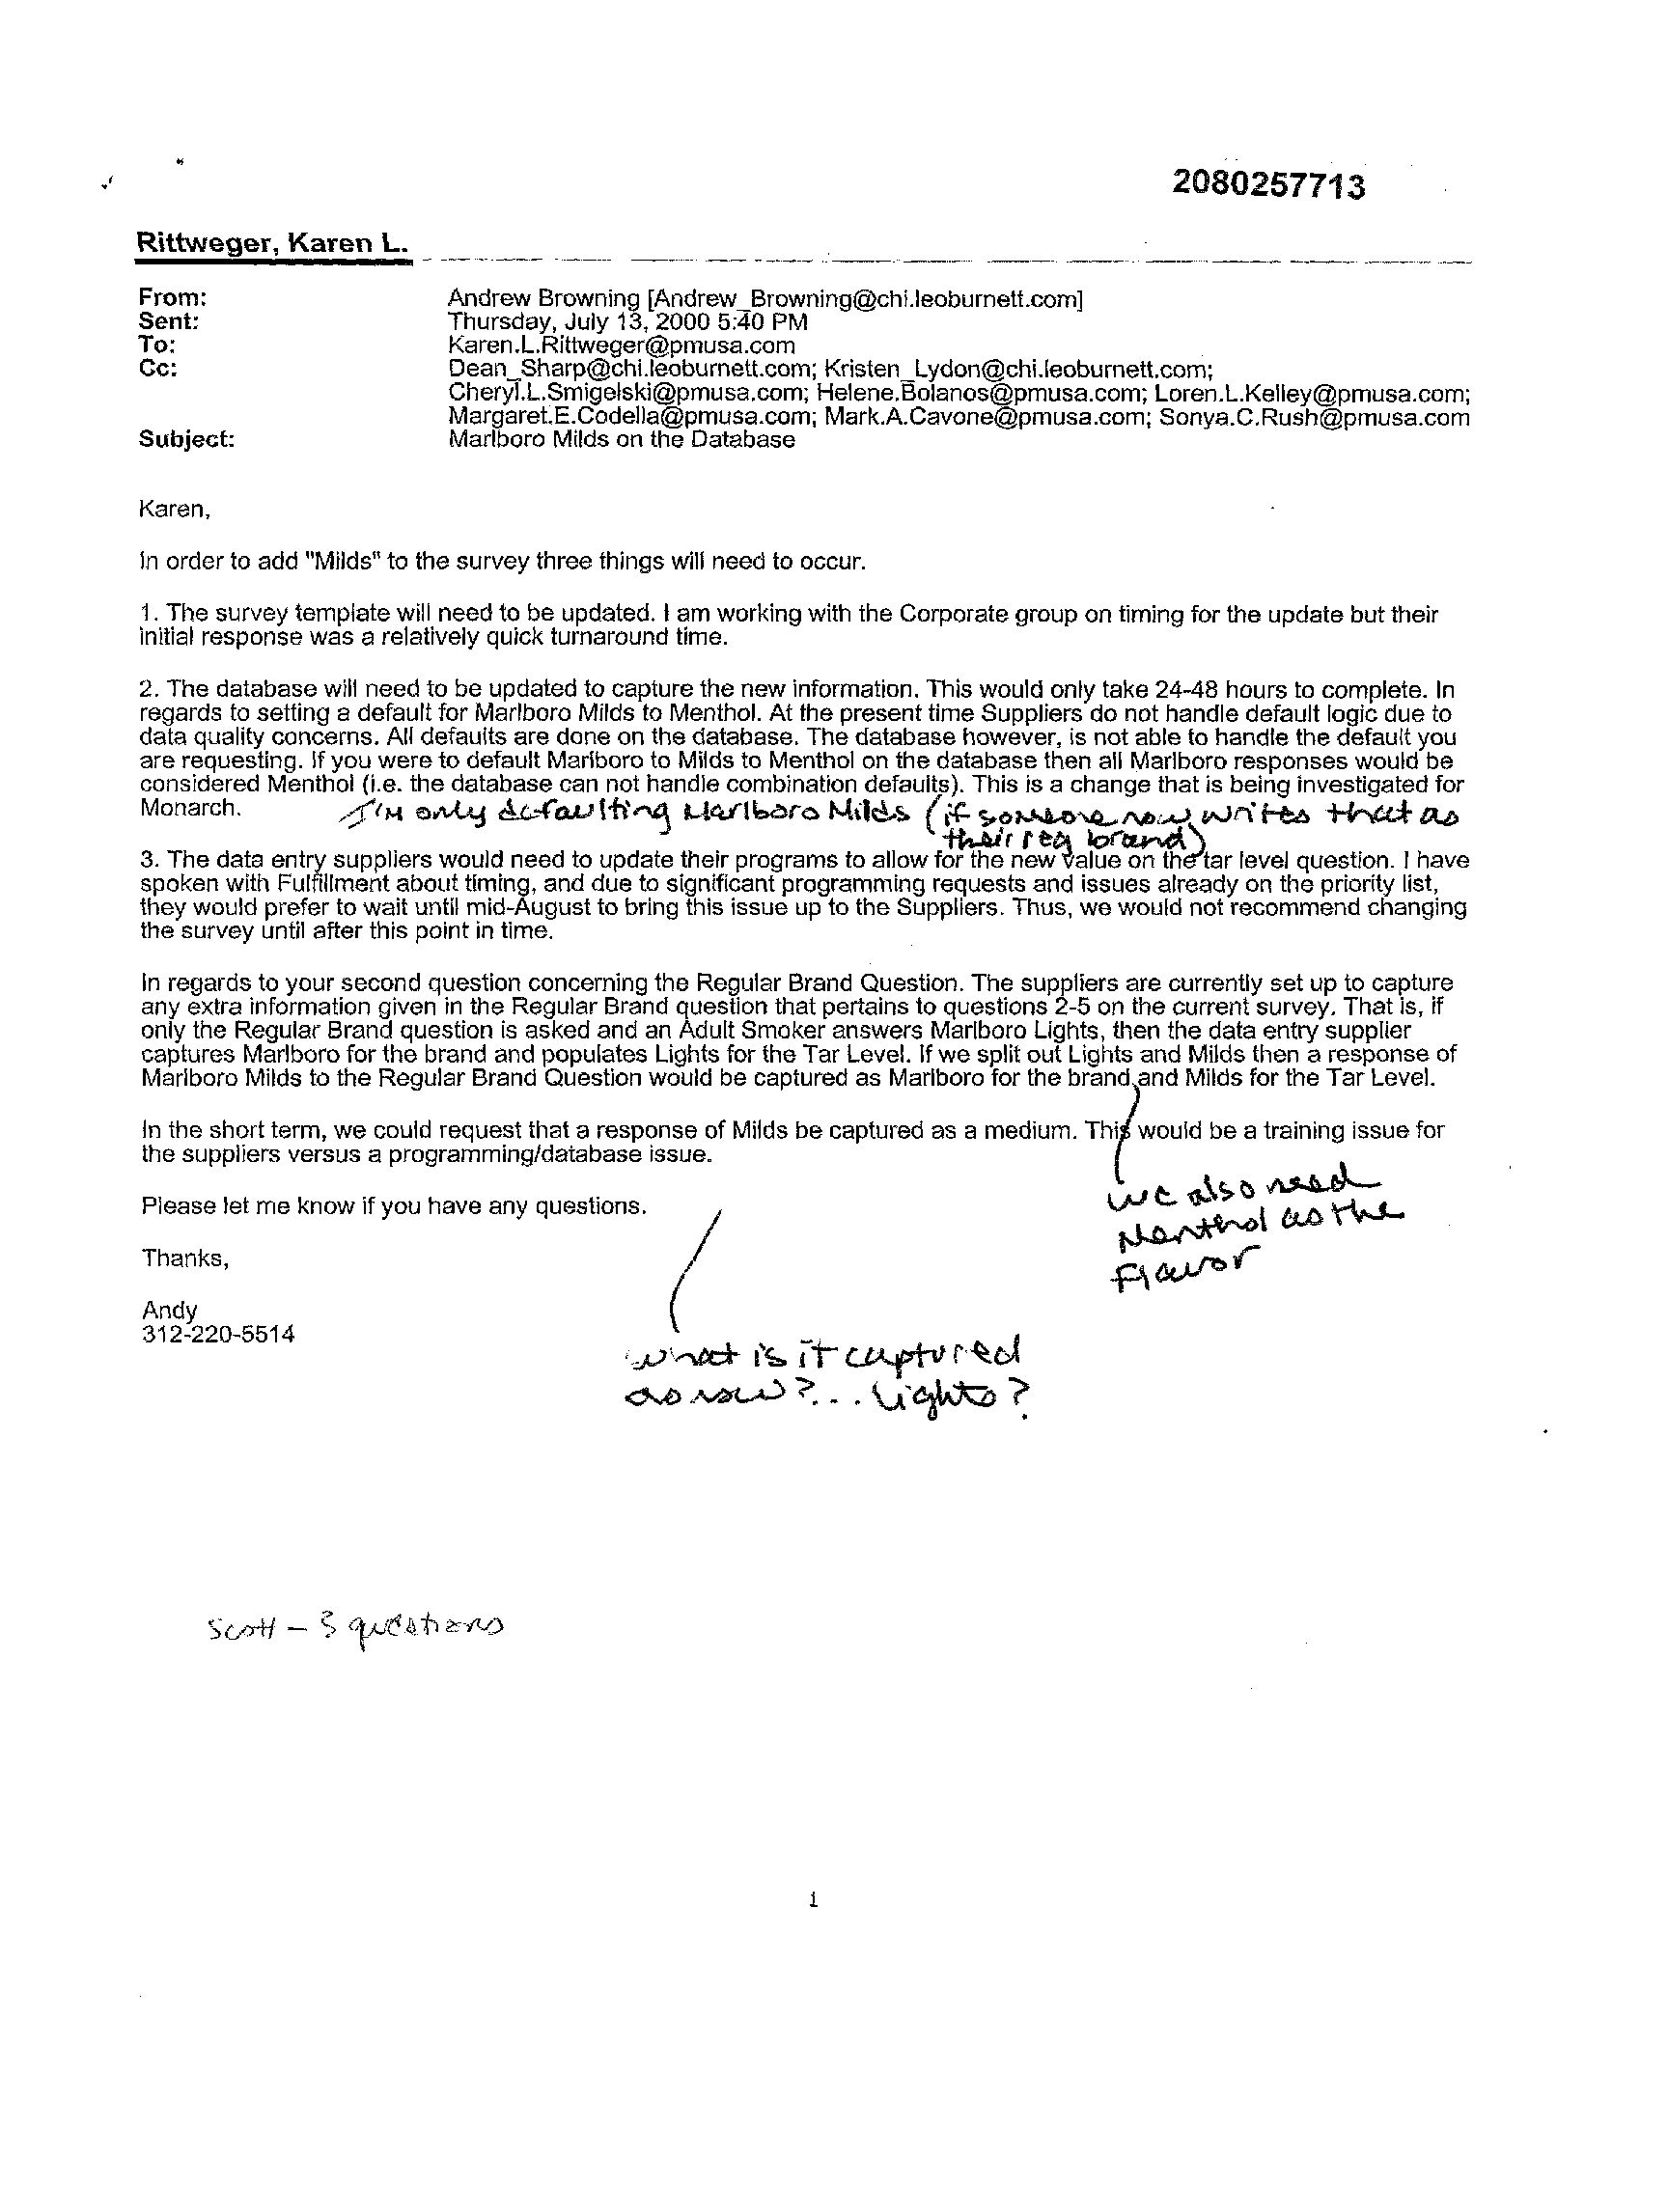 2080257713
Rittweger, Karen L.
From: Andrew Browning [Andrew_Browning@chi.leoburnett.com]
Sent: Thursday, July 13, 2000 5:40 PM
To: Karen.L.Rittweger@pmusa.com
Cc: Dean_Sharp@chi.leoburnett.com; Kristen_Lydon@chi.leoburnett.com;
Cheryl.L.Smigelski@pmusa.com; Helene.Bolanos@pmusa.com; Loren.L.Kelley@pmusa.com;
Margaret.E.Codella@pmusa.com; Mark.A.Cavone@pmusa.com; Sonya.C.Rush@pmusa.com
Subject: Marlboro Milds on the Database
Karen,
In order to add "Milds" to the survey three things will need to occur.
1. The survey template will need to be updated. I am working with the Corporate group on timing for the update but their
initial response was a relatively quick turnaround time.
2. The database will need to be updated to capture the new information. This would only take 24-48 hours to complete. In
regards to setting a default for Marlboro Milds to Menthol. At the present time Suppliers do not handle default logic due to
data quality concerns. All defaults are done on the database. The database however, is not able to handle the default you
are requesting. If you were to default Marlboro to Milds to Menthol on the database then all Marlboro responses would be
considered Menthol (i.e. the database can not handle combination defaults). This is a change that is being investigated for
Monarch. I'm only defaulting Marlboro Milds (if someone now writes that as
their reg brand)
3. The data entry suppliers would need to update their programs to allow for the new value on the tar level question. I have
spoken with Fulfillment about timing, and due to significant programming requests and issues already on the priority list,
they would prefer to wait until mid-August to bring this issue up to the Suppliers. Thus, we would not recommend changing
the survey until after this point in time.
In regards to your second question concerning the Regular Brand Question. The suppliers are currently set up to capture
any extra information given in the Regular Brand question that pertains to questions 2-5 on the current survey. That is, if
only the Regular Brand question is asked and an Adult Smoker answers Marlboro Lights, then the data entry supplier
captures Marlboro for the brand and populates Lights for the Tar Level. If we split out Lights and Milds then a response of
Marlboro Milds to the Regular Brand Question would be captured as Marlboro for the brand and Milds for the Tar Level.
In the short term, we could request that a response of Milds be captured as a medium. This would be a training issue for
the suppliers versus a programming/database issue.
we also need
Menthol as the
Flavor
Please let me know if you have any questions.
Thanks,
Andy
312-220-5514
what is it captured
as now?... Lights?
Scott - 3 questions
1